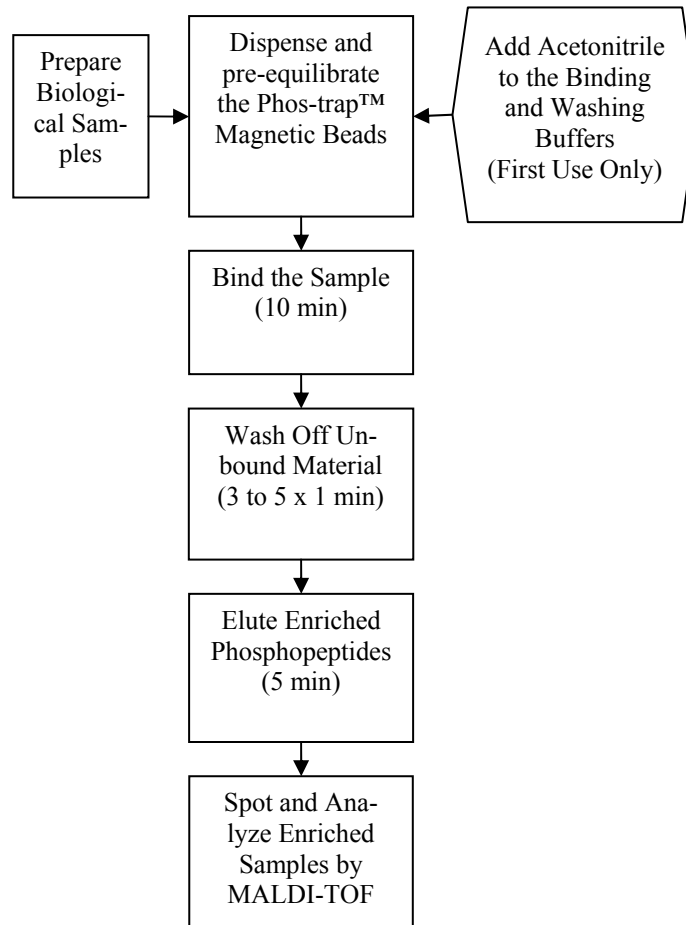 Prepare
Biologi-
cal Sam-
ples
Dispense and
pre-equilibrate
the Phos-trap™
Magnetic Beads
Add Acetonitrile
to the Binding
and Washing
Buffers
(First Use Only)
Bind the Sample
(10 min)
Wash Off Un-
bound Material
(3 to 5 x 1 min)
Elute Enriched
Phosphopeptides
(5 min)
Spot and Ana-
lyze Enriched
Samples by
MALDI-TOF